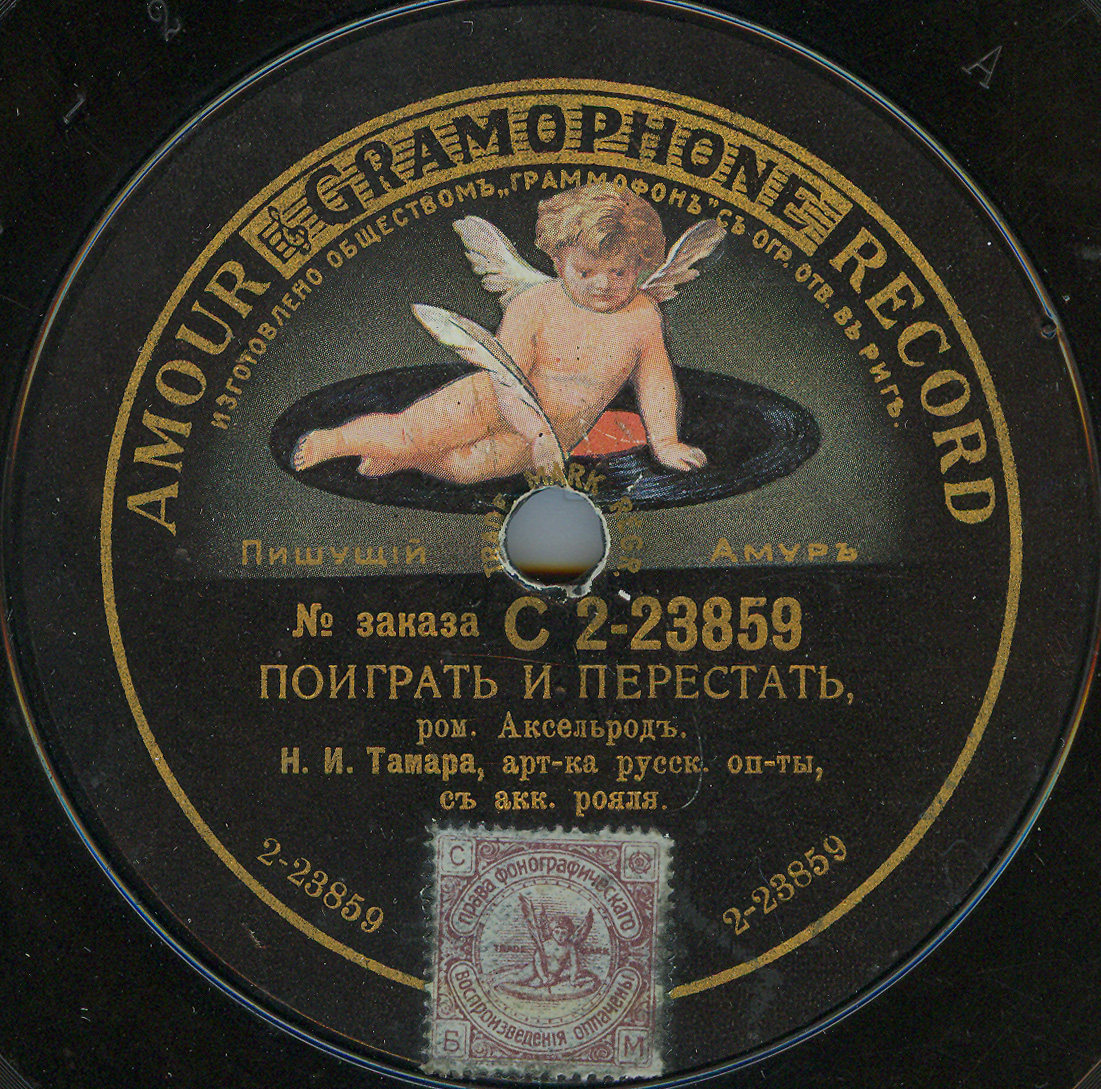 AMOUR GRAMOPHONE RECORD
ИЗГОТОВЛЕНО ОБЩЕСТВОМЪ „ГРАММОФОНЪ" СЪ ОГР. ОТВ. ВЪ РИГѢ.
TRADE MARK REGD.
Пишущій Амуръ
№ заказа C 2-23859
ПОИГРАТЬ И ПЕРЕСТАТЬ,
ром. Аксельродъ.
Н. И. Тамара, арт-ка русск. оп-ты,
съ акк. рояля.
2-23859 2-23859
С
права фонографическаго
TRADE MARK
воспроизведенія оплачены
Б М
2
A
1